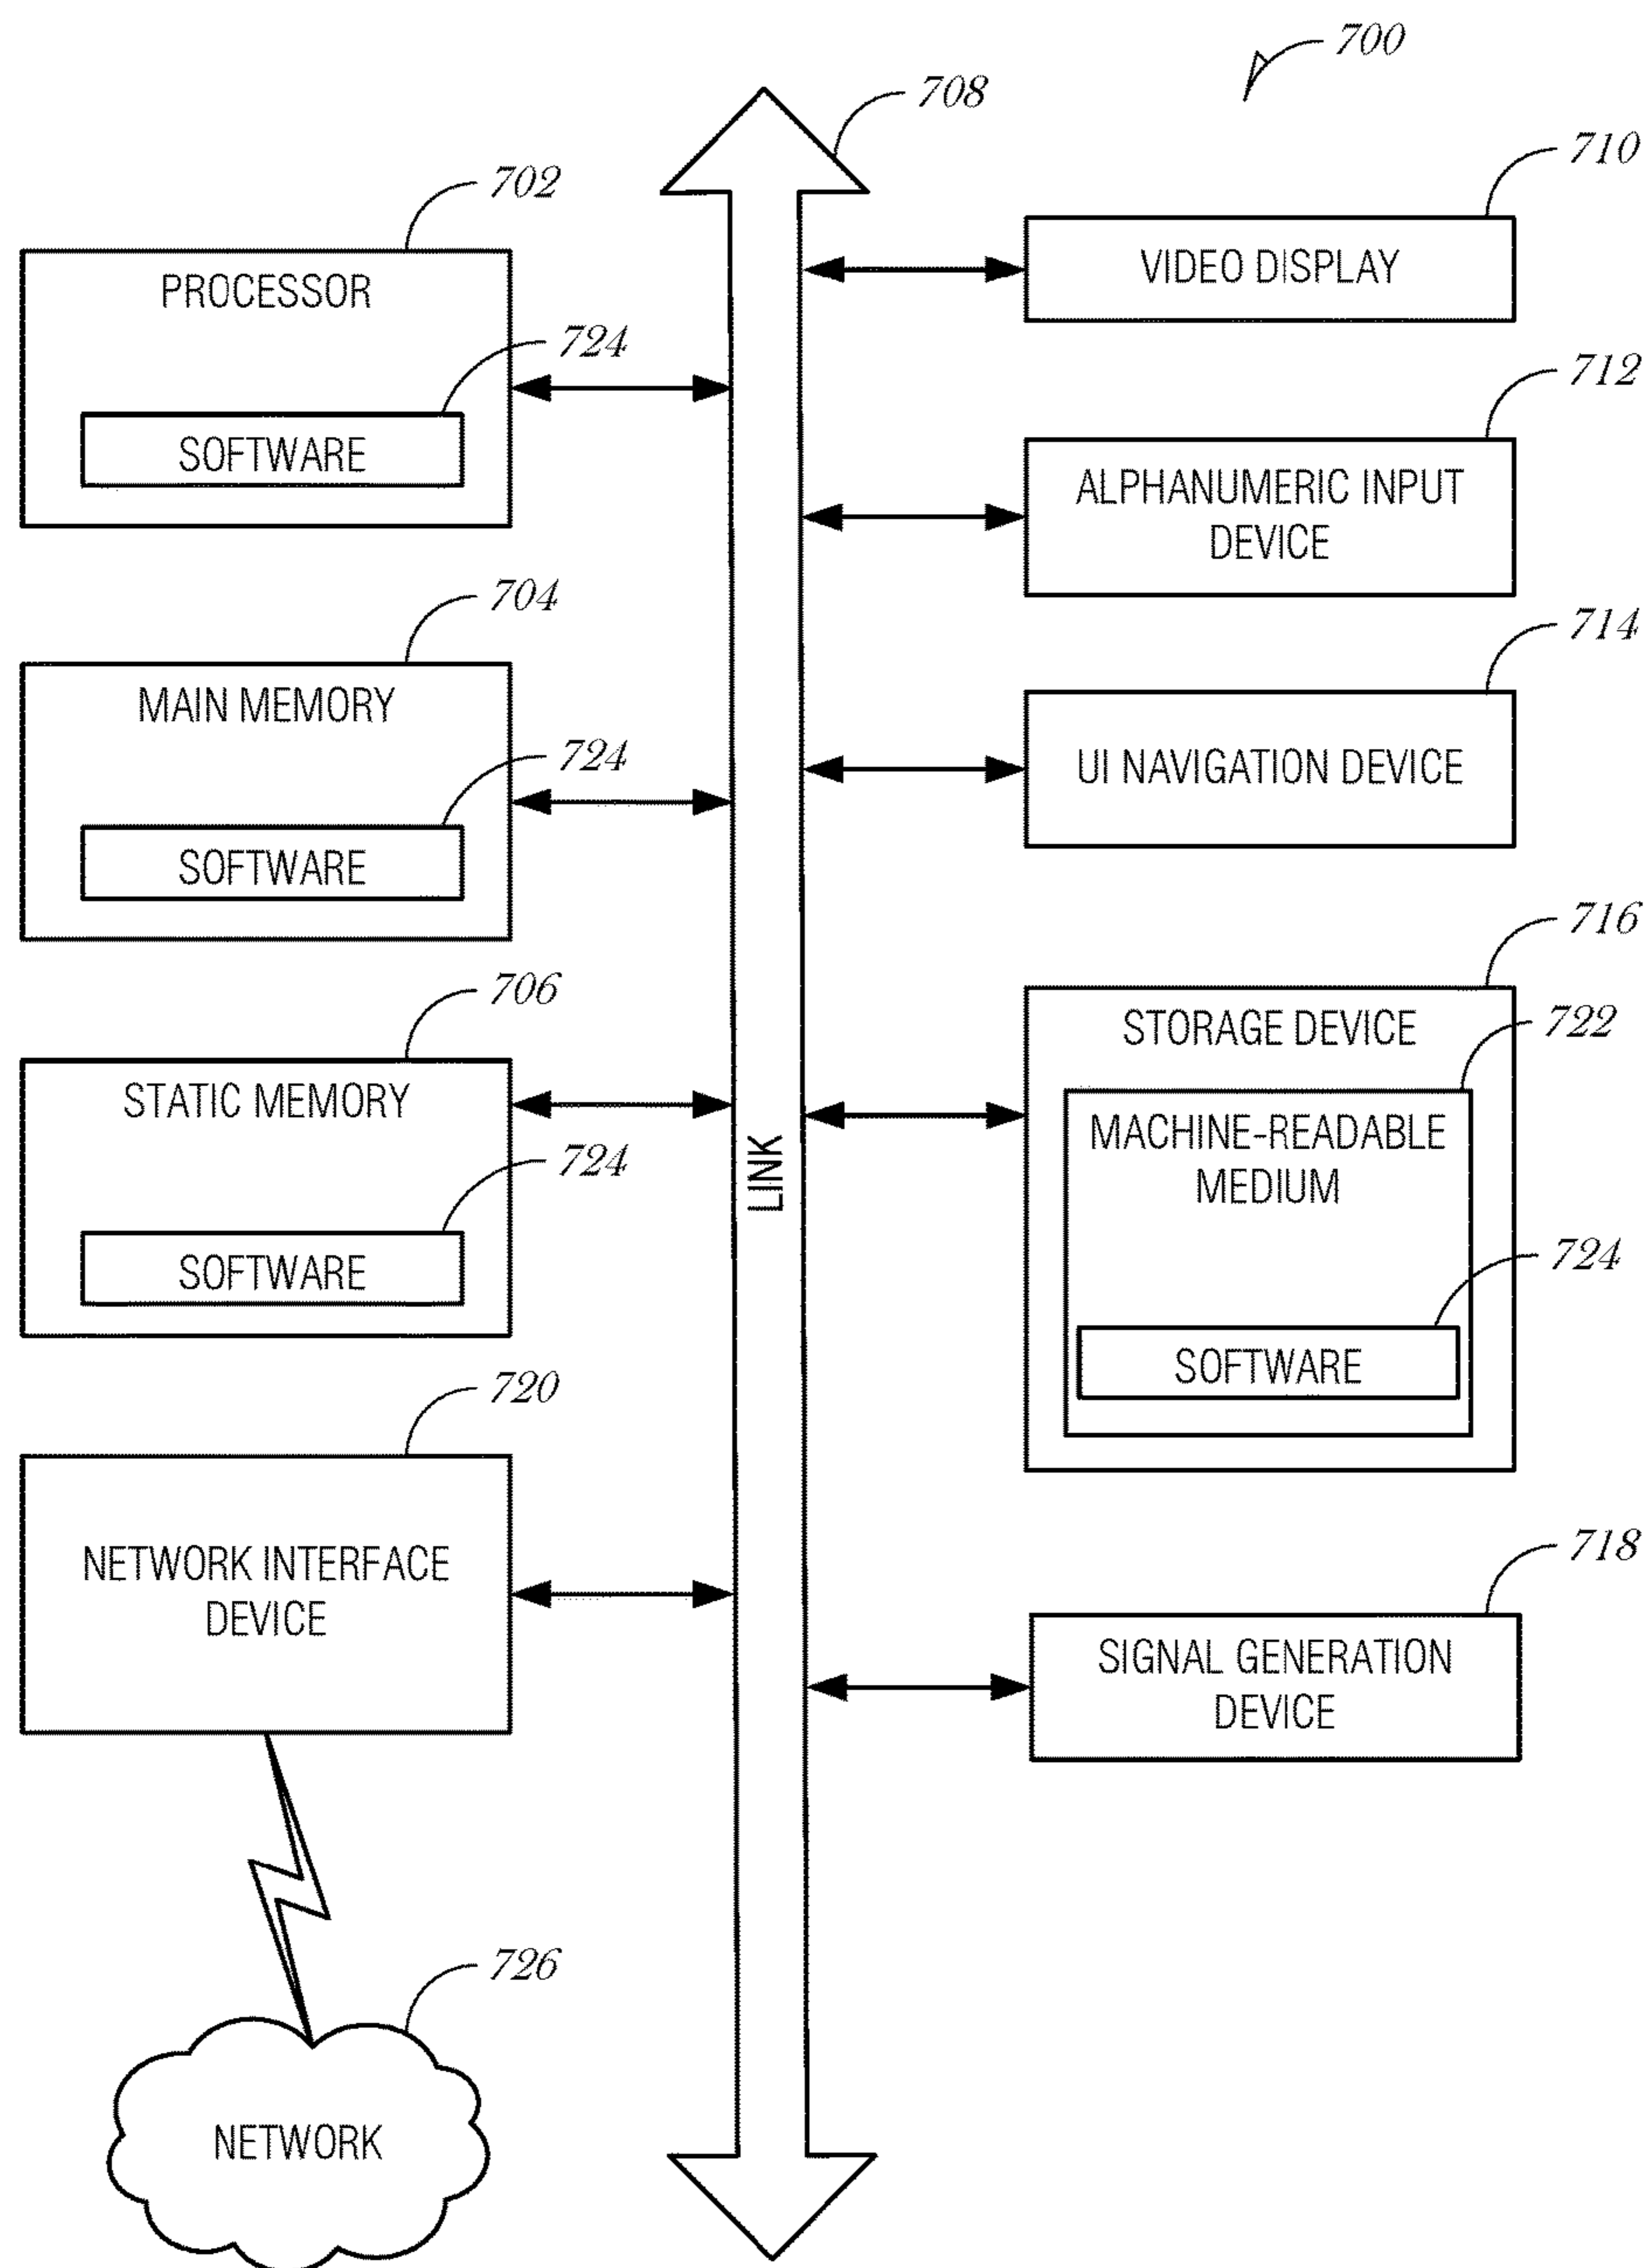 700
708
702
PROCESSOR
724
SOFTWARE
704
MAIN MEMORY
724
SOFTWARE
706
STATIC MEMORY
724
SOFTWARE
720
NETWORK INTERFACE
DEVICE
726
NETWORK
LINK
710
VIDEO DISPLAY
712
ALPHANUMERIC INPUT
DEVICE
714
UI NAVIGATION DEVICE
716
STORAGE DEVICE
722
MACHINE-READABLE
MEDIUM
724
SOFTWARE
718
SIGNAL GENERATION
DEVICE